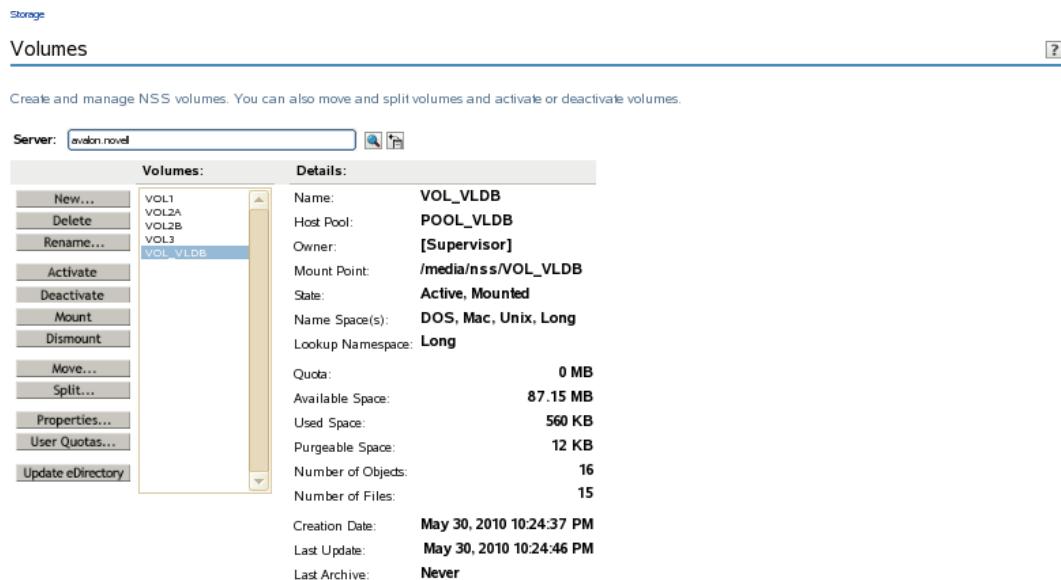 Storage
Volumes
?
Create and manage NSS volumes. You can also move and split volumes and activate or deactivate volumes.
Server: avalon.novell
Volumes: Details:
New...
Delete
Rename...
Activate
Deactivate
Mount
Dismount
Move...
Split...
Properties...
User Quotas...
Update eDirectory
VOL1
VOL2A
VOL2B
VOL3
VOL_VLDB
Name: VOL_VLDB
Host Pool: POOL_VLDB
Owner: [Supervisor]
Mount Point: /media/nss/VOL_VLDB
State: Active, Mounted
Name Space(s): DOS, Mac, Unix, Long
Lookup Namespace: Long
Quota: 0 MB
Available Space: 87.15 MB
Used Space: 560 KB
Purgeable Space: 12 KB
Number of Objects: 16
Number of Files: 15
Creation Date: May 30, 2010 10:24:37 PM
Last Update: May 30, 2010 10:24:46 PM
Last Archive: Never